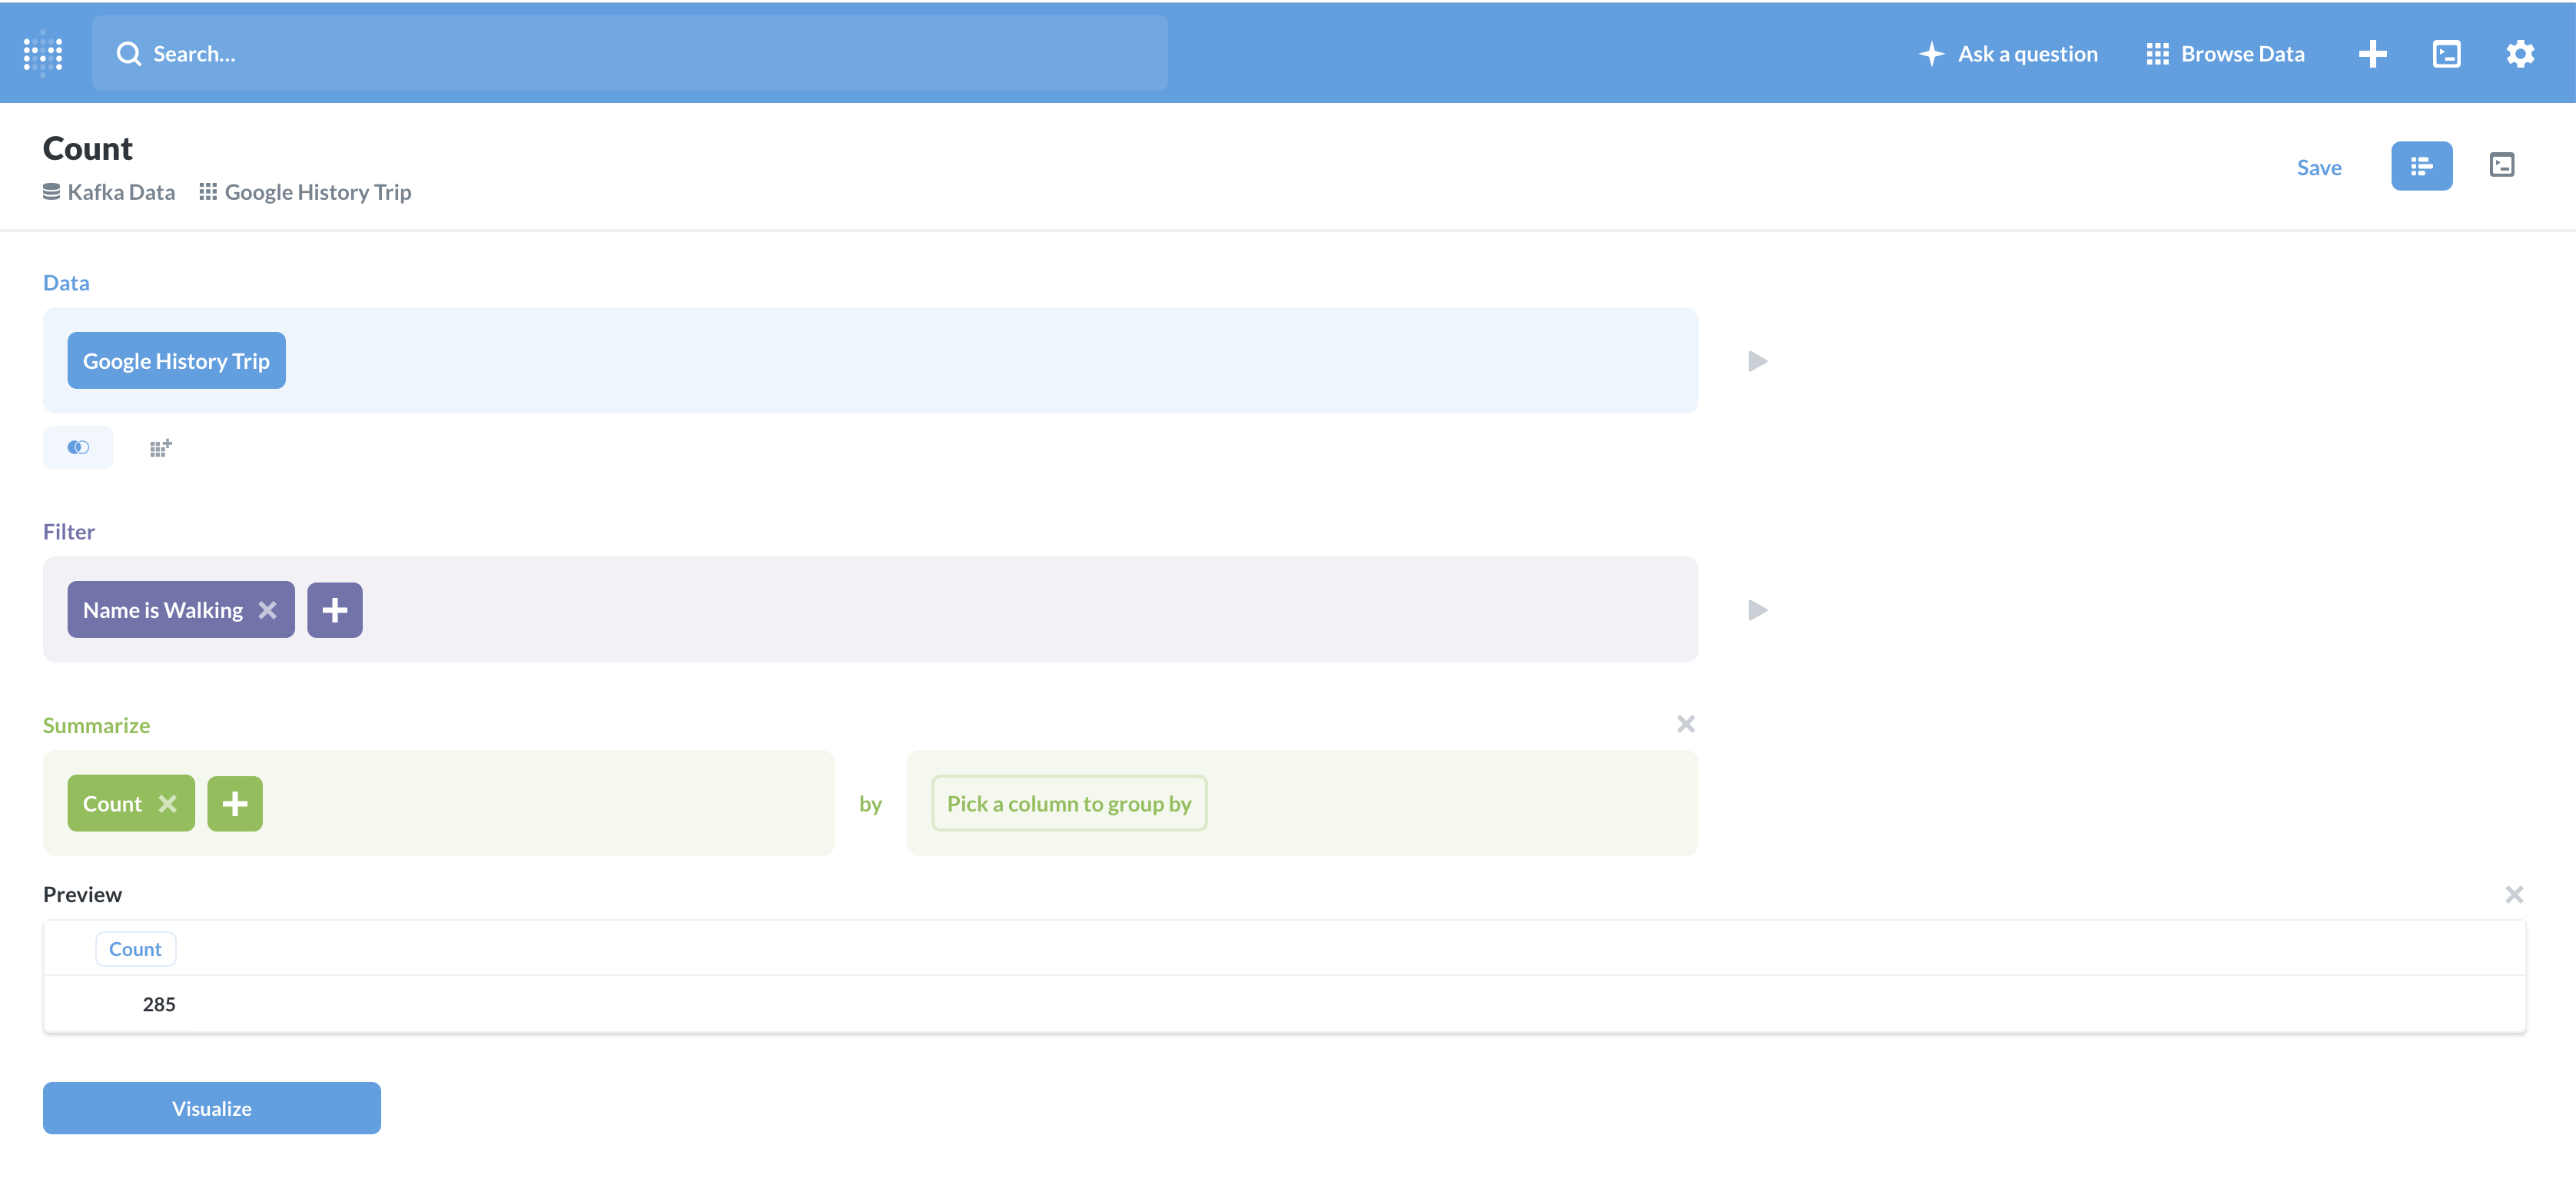 Search...
Ask a question
Browse Data
Count
Kafka Data
Google History Trip
Save
Data
Google History Trip
Filter
Name is Walking
Summarize
Count
by
Pick a column to group by
Preview
Count
285
Visualize